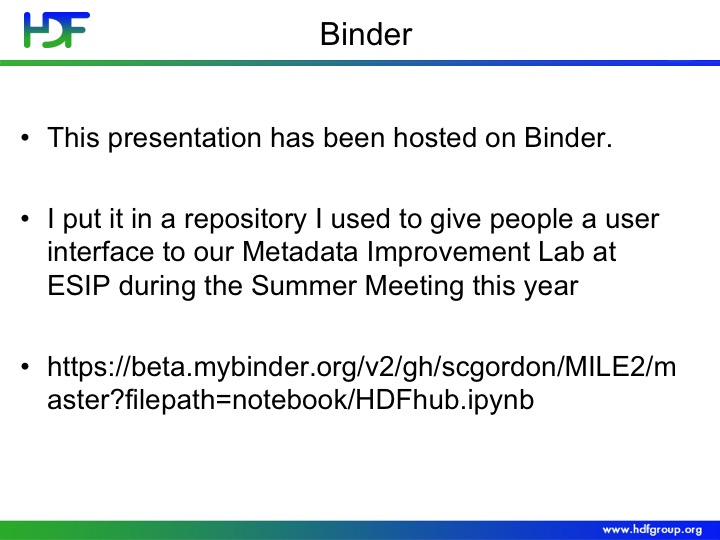 HDF
Binder
• This presentation has been hosted on Binder.
• I put it in a repository I used to give people a user
interface to our Metadata Improvement Lab at
ESIP during the Summer Meeting this year
• https://beta.mybinder.org/v2/gh/scgordon/MILE2/m
aster?filepath=notebook/HDFhub.ipynb
www.hdfgroup.org